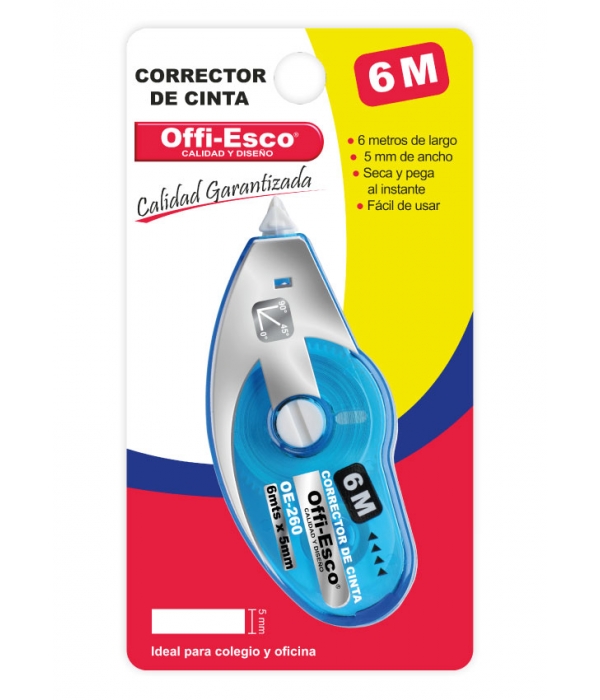 CORRECTOR
DE CINTA
6 M
Offi-Esco®
CALIDAD Y DISEÑO
Calidad Garantizada
• 6 metros de largo
• 5 mm de ancho
• Seca y pega
al instante
• Fácil de usar
90°
45°
0°
6 M
CORRECTOR DE CINTA
Offi-Esco®
CALIDAD Y DISEÑO
OE-260
6mts x 5mm
5 mm
Ideal para colegio y oficina